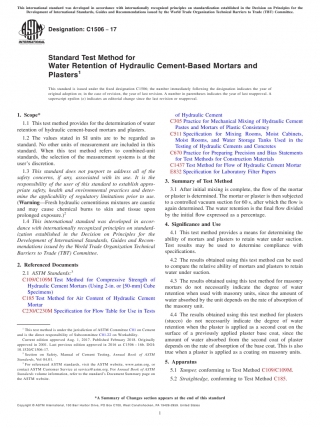 This international standard was developed in accordance with internationally recognized principles on standardization established in the Decision on Principles for the
Development of International Standards, Guides and Recommendations issued by the World Trade Organization Technical Barriers to Trade (TBT) Committee.
Designation: C1506 − 17
Standard Test Method for
Water Retention of Hydraulic Cement-Based Mortars and
Plasters¹
This standard is issued under the fixed designation C1506; the number immediately following the designation indicates the year of
original adoption or, in the case of revision, the year of last revision. A number in parentheses indicates the year of last reapproval. A
superscript epsilon (ε) indicates an editorial change since the last revision or reapproval.
1. Scope*
1.1 This test method provides for the determination of water
retention of hydraulic cement-based mortars and plasters.
1.2 The values stated in SI units are to be regarded as
standard. No other units of measurement are included in this
standard. When this test method refers to combined-unit
standards, the selection of the measurement systems is at the
user's discretion.
1.3 This standard does not purport to address all of the
safety concerns, if any, associated with its use. It is the
responsibility of the user of this standard to establish appro-
priate safety, health and environmental practices and deter-
mine the applicability of regulatory limitations prior to use.
(Warning—Fresh hydraulic cementitious mixtures are caustic
and may cause chemical burns to skin and tissue upon
prolonged exposure.)²
1.4 This international standard was developed in accor-
dance with internationally recognized principles on standard-
ization established in the Decision on Principles for the
Development of International Standards, Guides and Recom-
mendations issued by the World Trade Organization Technical
Barriers to Trade (TBT) Committee.
2. Referenced Documents
2.1 ASTM Standards:³
C109/C109M Test Method for Compressive Strength of
Hydraulic Cement Mortars (Using 2-in. or [50-mm] Cube
Specimens)
C185 Test Method for Air Content of Hydraulic Cement
Mortar
C230/C230M Specification for Flow Table for Use in Tests
¹ This test method is under the jurisdiction of ASTM Committee C01 on Cement
and is the direct responsibility of Subcommittee
Current edition approved Aug. 1, 2017. Published February 2018. Originally
approved in 2001. Last previous edition approved in 2016 as C1506 – 16b. DOI:
10.1520/C1506-17.
² Section on Safety, Manual of Cement Testing, Annual Book of ASTM
Standards, Vol 04.01.
³ For referenced ASTM standards, visit the ASTM website, www.astm.org, or
contact ASTM Customer Service at service@astm.org. For Annual Book of ASTM
Standards volume information, refer to the standard's Document Summary page on
the ASTM website.
of Hydraulic Cement
C305 Practice for Mechanical Mixing of Hydraulic Cement
Pastes and Mortars of Plastic Consistency
C511 Specification for Mixing Rooms, Moist Cabinets,
Moist Rooms, and Water Storage Tanks Used in the
Testing of Hydraulic Cements and Concretes
C670 Practice for Preparing Precision and Bias Statements
for Test Methods for Construction Materials
C1437 Test Method for Flow of Hydraulic Cement Mortar
E832 Specification for Laboratory Filter Papers
3. Summary of Test Method
3.1 After initial mixing is complete, the flow of the mortar
or plaster is determined. The mortar or plaster is then subjected
to a controlled vacuum suction for 60 s, after which the flow is
again determined. The water retention is the final flow divided
by the initial flow expressed as a percentage.
4. Significance and Use
4.1 This test method provides a means for determining the
ability of mortars and plasters to retain water under suction.
Test results may be used to determine compliance with
specifications.
4.2 The results obtained using this test method can be used
to compare the relative ability of mortars and plasters to retain
water under suction.
4.3 The results obtained using this test method for masonry
mortars do not necessarily indicate the degree of water
retention when used with masonry units, since the amount of
water absorbed by the unit depends on the rate of absorption of
the masonry unit.
4.4 The results obtained using this test method for plasters
(stucco) do not necessarily indicate the degree of water
retention when the plaster is applied as a second coat on the
surface of a previously applied plaster base coat, since the
amount of water absorbed from the second coat of plaster
depends on the rate of absorption of the base coat. This is also
true when a plaster is applied as a coating on masonry units.
5. Apparatus
5.1 Tamper, conforming to Test Method C109/C109M.
5.2 Straightedge, conforming to Test Method C185.
*A Summary of Changes section appears at the end of this standard
Copyright © ASTM International, 100 Barr Harbor Drive, PO Box C700, West Conshohocken, PA 19428-2959. United States
1